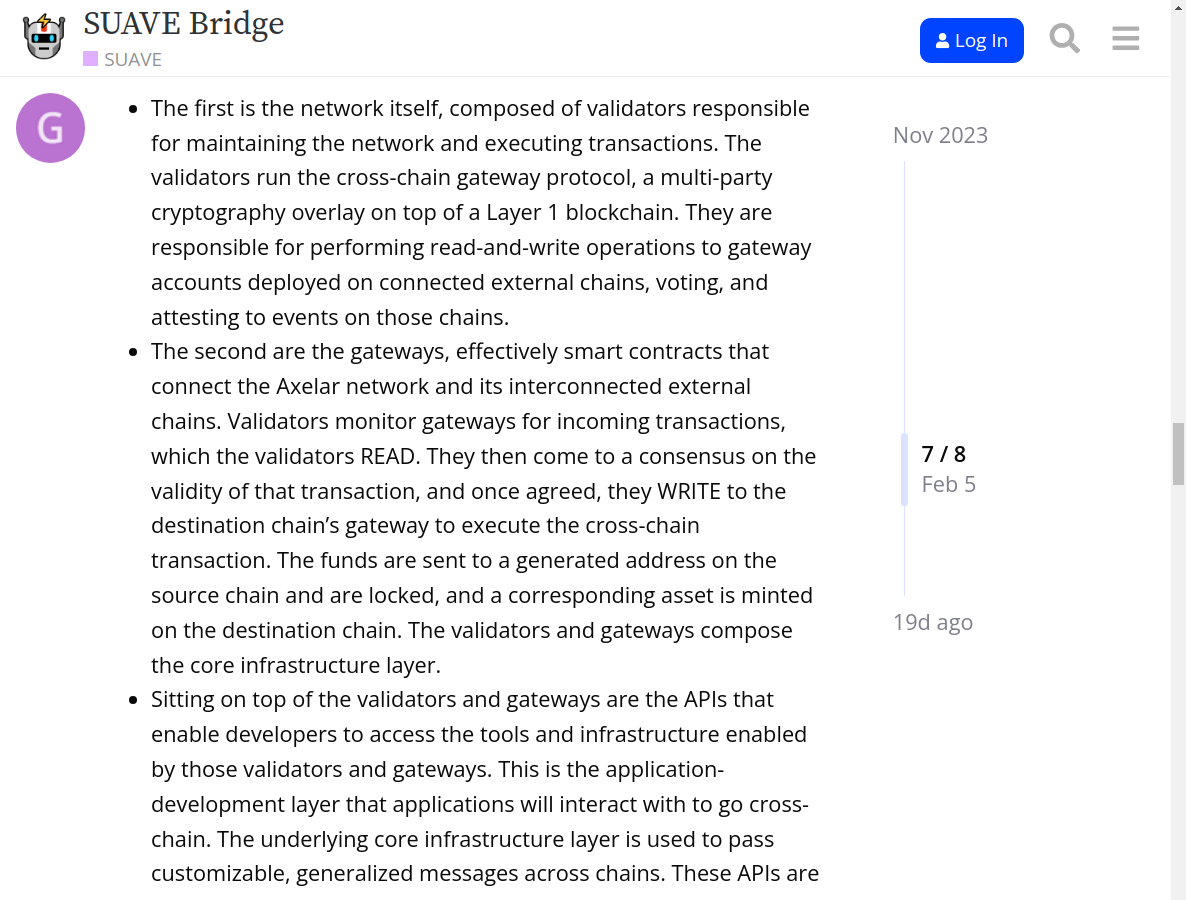 SUAVE Bridge
SUAVE
Log In
G
The first is the network itself, composed of validators responsible
for maintaining the network and executing transactions. The
validators run the cross-chain gateway protocol, a multi-party
cryptography overlay on top of a Layer 1 blockchain. They are
responsible for performing read-and-write operations to gateway
accounts deployed on connected external chains, voting, and
attesting to events on those chains.
The second are the gateways, effectively smart contracts that
connect the Axelar network and its interconnected external
chains. Validators monitor gateways for incoming transactions,
which the validators READ. They then come to a consensus on the
validity of that transaction, and once agreed, they WRITE to the
destination chain’s gateway to execute the cross-chain
transaction. The funds are sent to a generated address on the
source chain and are locked, and a corresponding asset is minted
on the destination chain. The validators and gateways compose
the core infrastructure layer.
Sitting on top of the validators and gateways are the APIs that
enable developers to access the tools and infrastructure enabled
by those validators and gateways. This is the application-
development layer that applications will interact with to go cross-
chain. The underlying core infrastructure layer is used to pass
customizable, generalized messages across chains. These APIs are
Nov 2023
7 / 8
Feb 5
19d ago